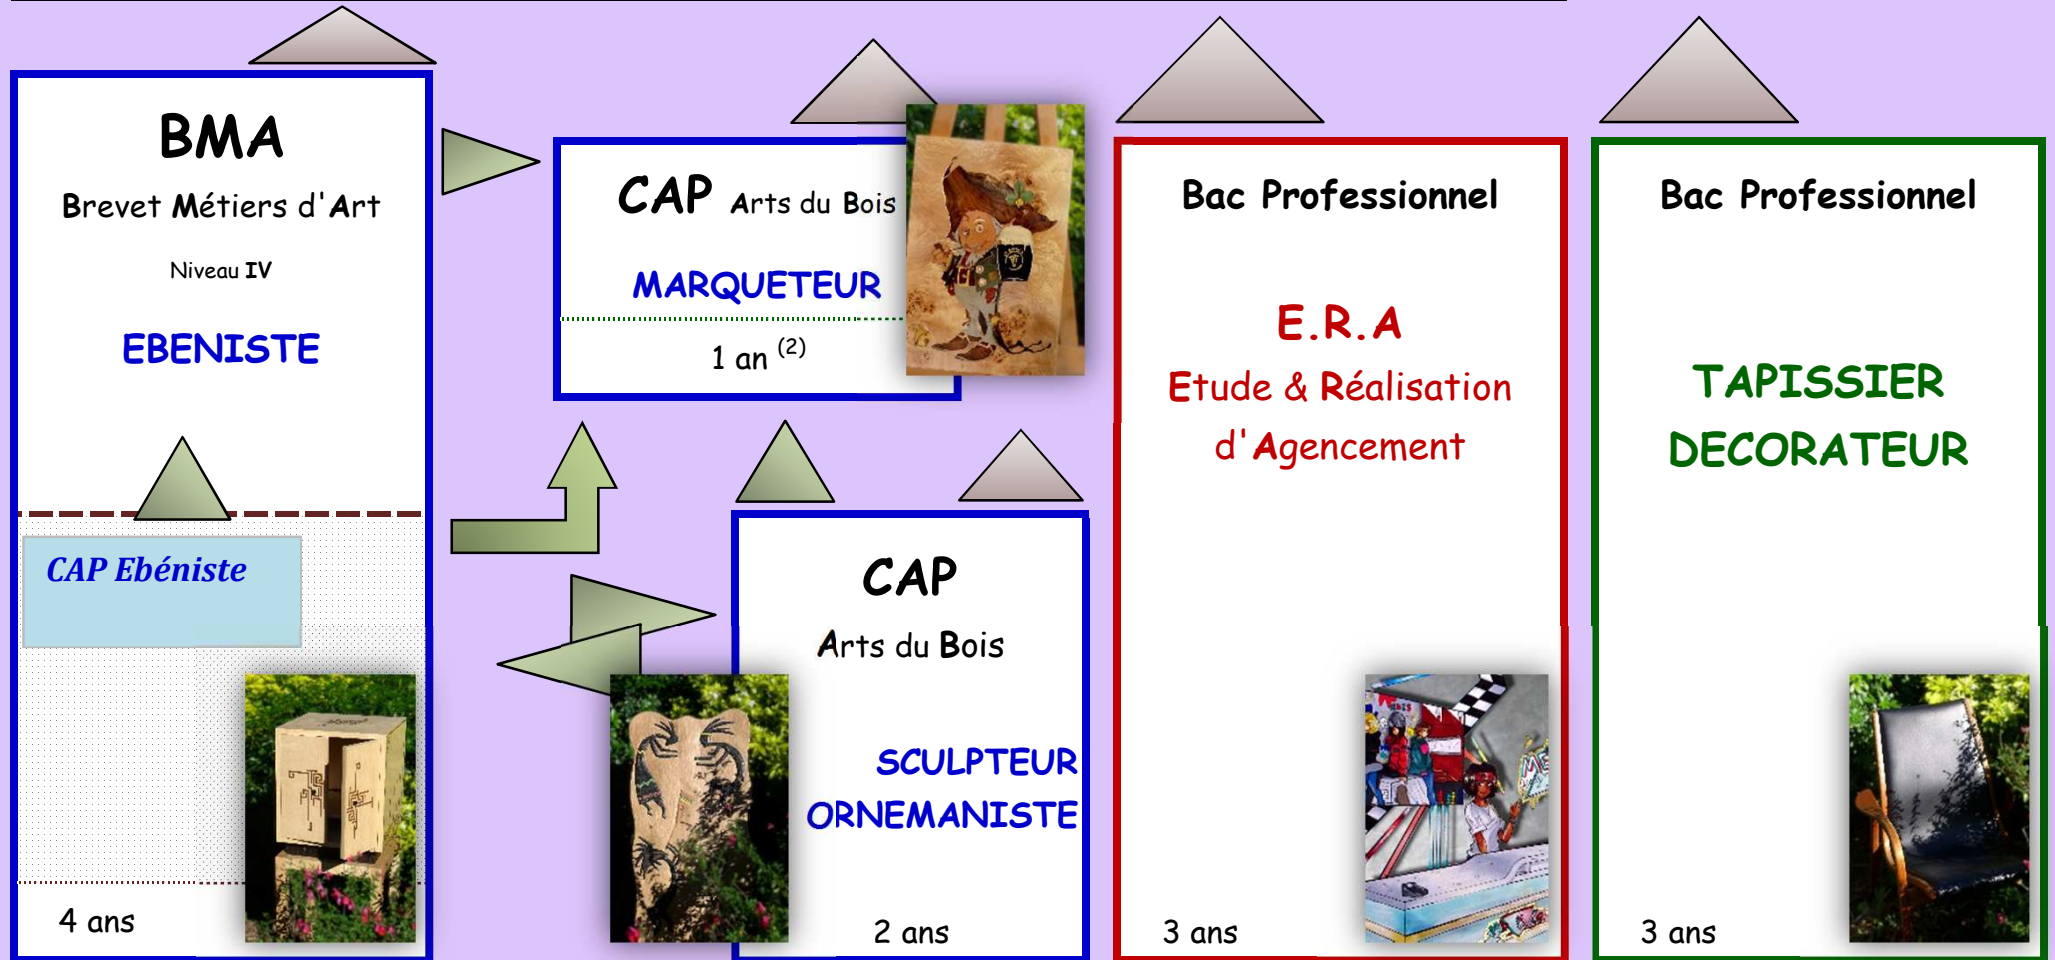 BMA
Brevet Métiers d'Art
Niveau IV
EBENISTE
CAP Ebéniste
4 ans
CAP Arts du Bois
MARQUETEUR
1 an (2)
CAP
Arts du Bois
SCULPTEUR
ORNEMANISTE
2 ans
Bac Professionnel
E.R.A
Etude & Réalisation
d'Agencement
3 ans
Bac Professionnel
TAPISSIER
DECORATEUR
3 ans